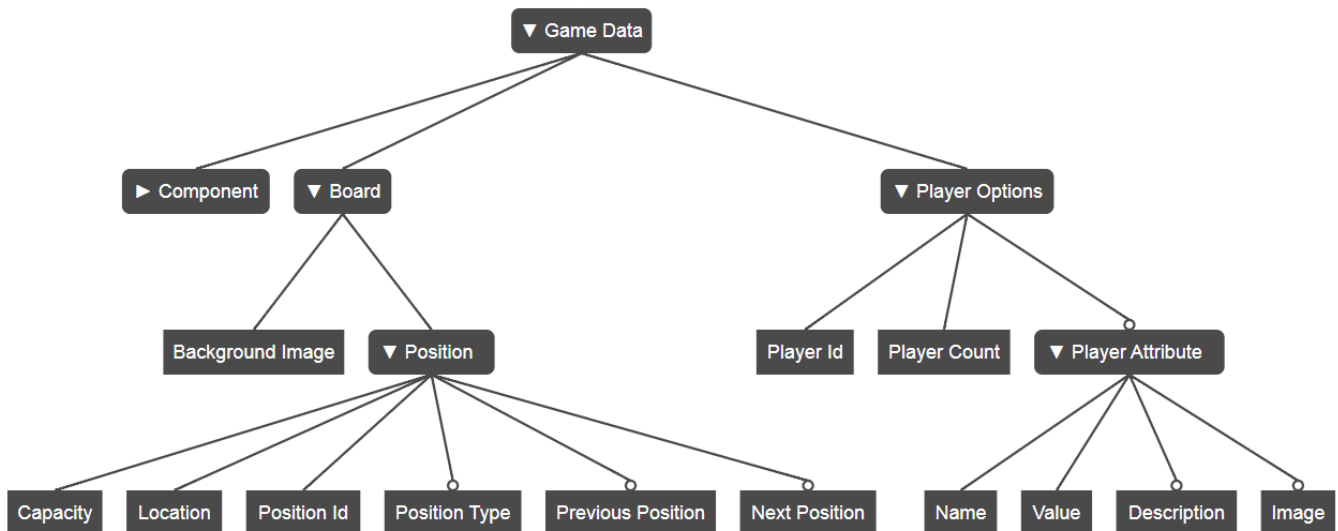 ▼ Game Data
► Component
▼ Board
▼ Player Options
Background Image
▼ Position
Player Id
Player Count
▼ Player Attribute
Capacity
Location
Position Id
Position Type
Previous Position
Next Position
Name
Value
Description
Image